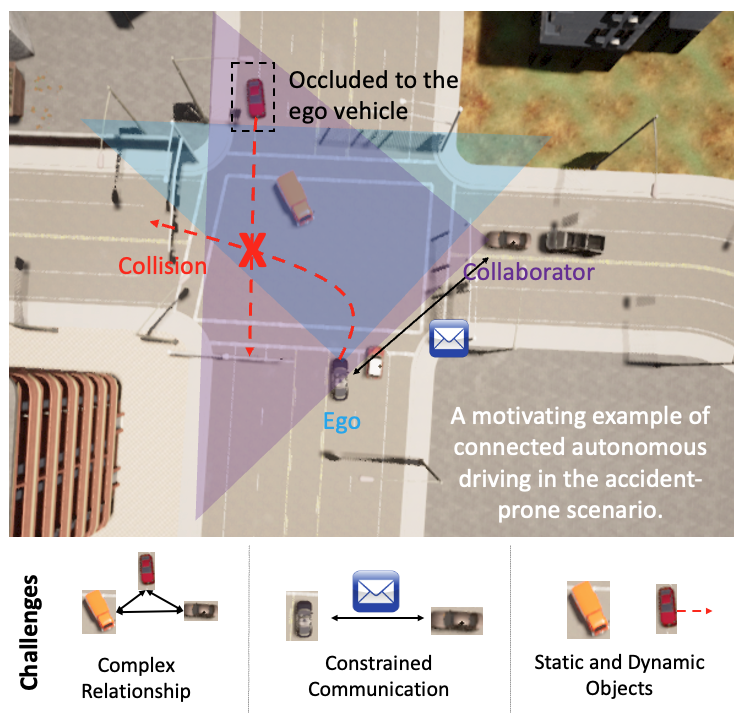 Occluded to the
ego vehicle
Collision
Collaborator
Ego
A motivating example of
connected autonomous
driving in the accident-
prone scenario.
Challenges
Complex
Relationship
Constrained
Communication
Static and Dynamic
Objects